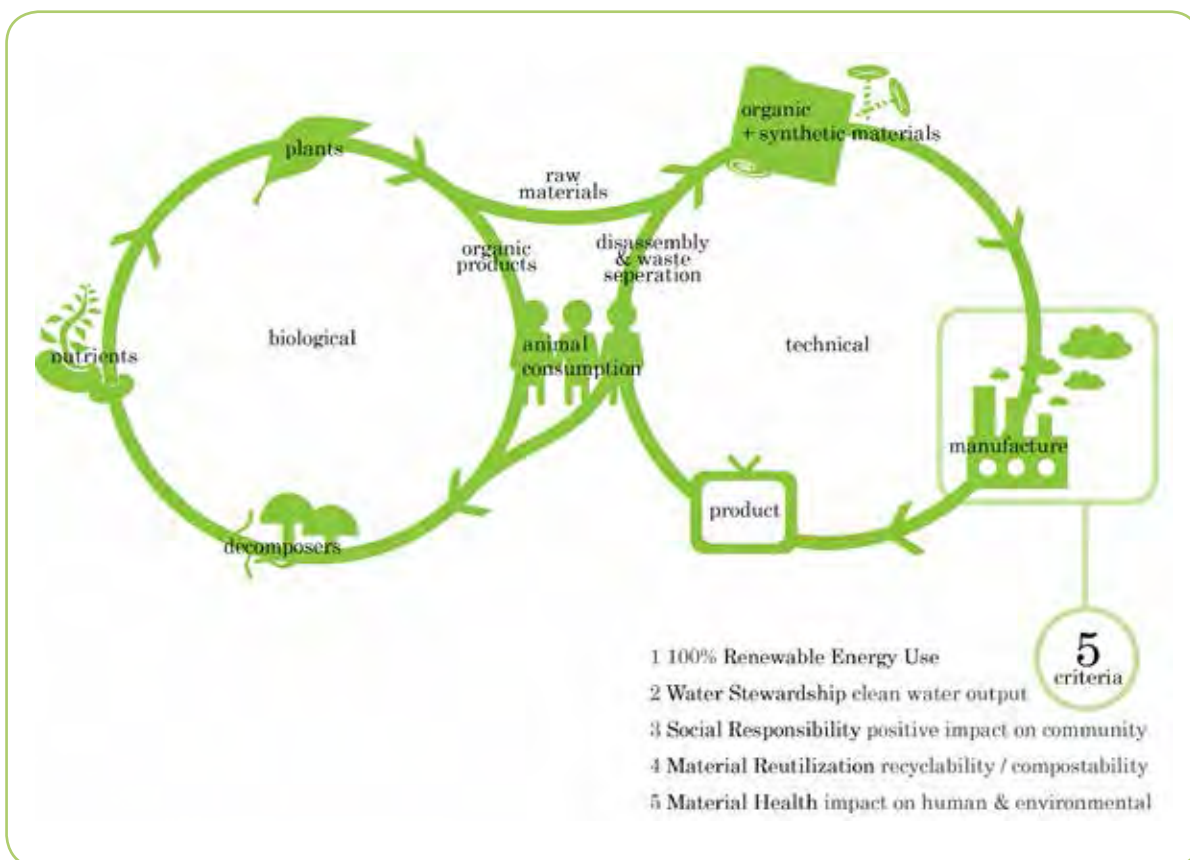 plants
raw
materials
organic
products
biological
nutrients
decomposers
animal
consumption
organic
+ synthetic materials
disassembly
& waste
seperation
technical
manufacture
product
5
criteria
1 100% Renewable Energy Use
2 Water Stewardship clean water output
3 Social Responsibility positive impact on community
4 Material Reutilization recyclability / compostability
5 Material Health impact on human & environmental